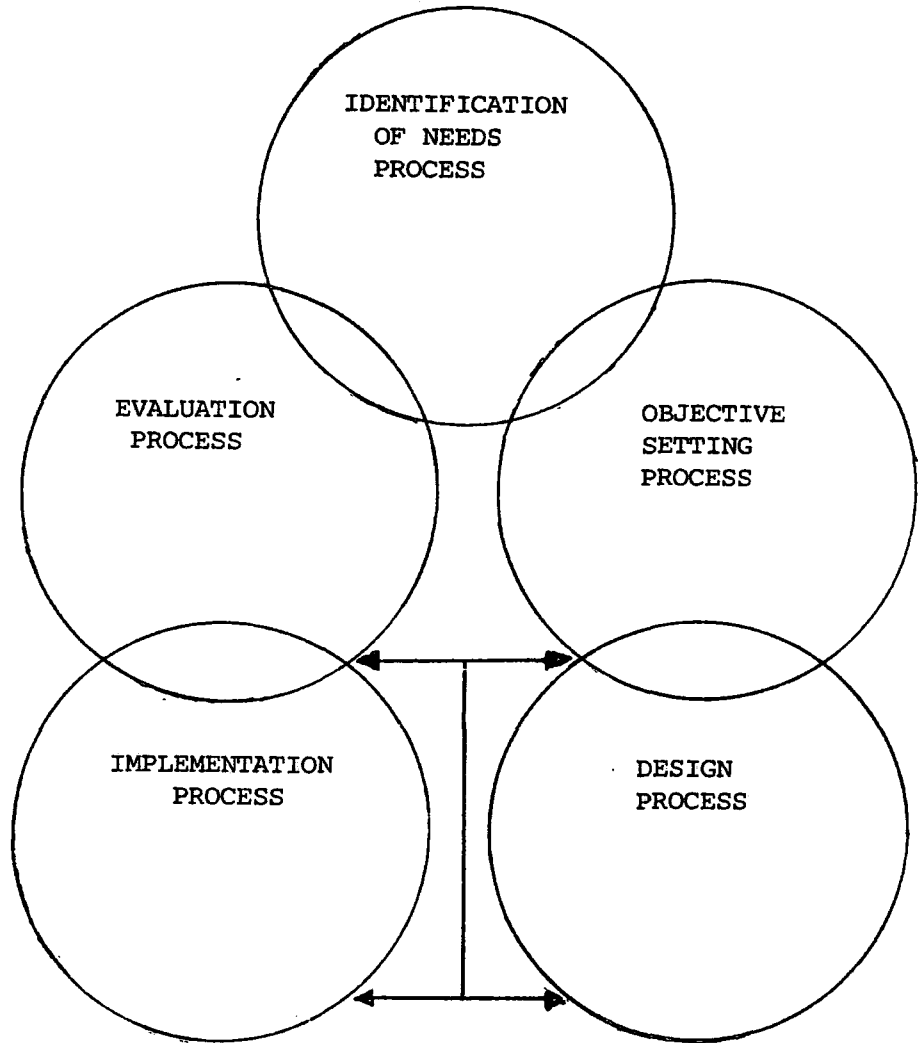 IDENTIFICATION
OF NEEDS
PROCESS
EVALUATION
PROCESS
OBJECTIVE
SETTING
PROCESS
IMPLEMENTATION
PROCESS
DESIGN
PROCESS